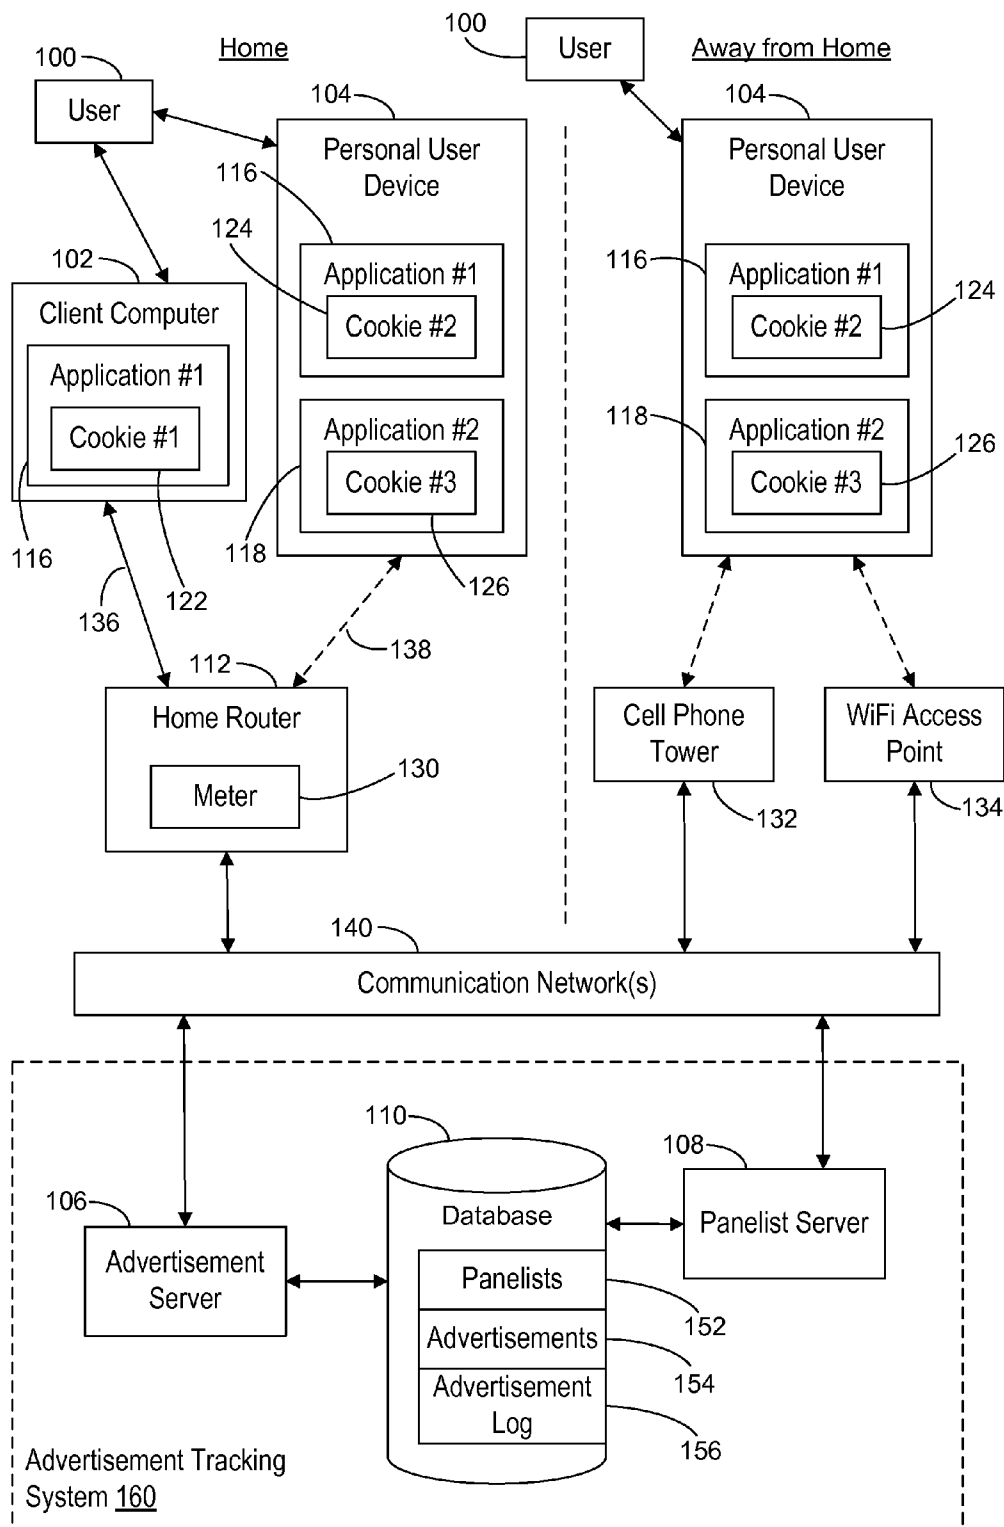 Home
100
User
100
User
Away from Home
104
Personal User
Device
116
124
Application #1
Cookie #2
118
Application #2
Cookie #3
126
102
Client Computer
Application #1
Cookie #1
116
122
136
138
104
Personal User
Device
116
Application #1
Cookie #2
124
118
Application #2
Cookie #3
126
112
Home Router
Meter
130
Cell Phone
Tower
132
WiFi Access
Point
134
140
Communication Network(s)
106
Advertisement
Server
110
Database
Panelists
152
Advertisements
154
Advertisement
Log
156
108
Panelist Server
Advertisement Tracking
System 160